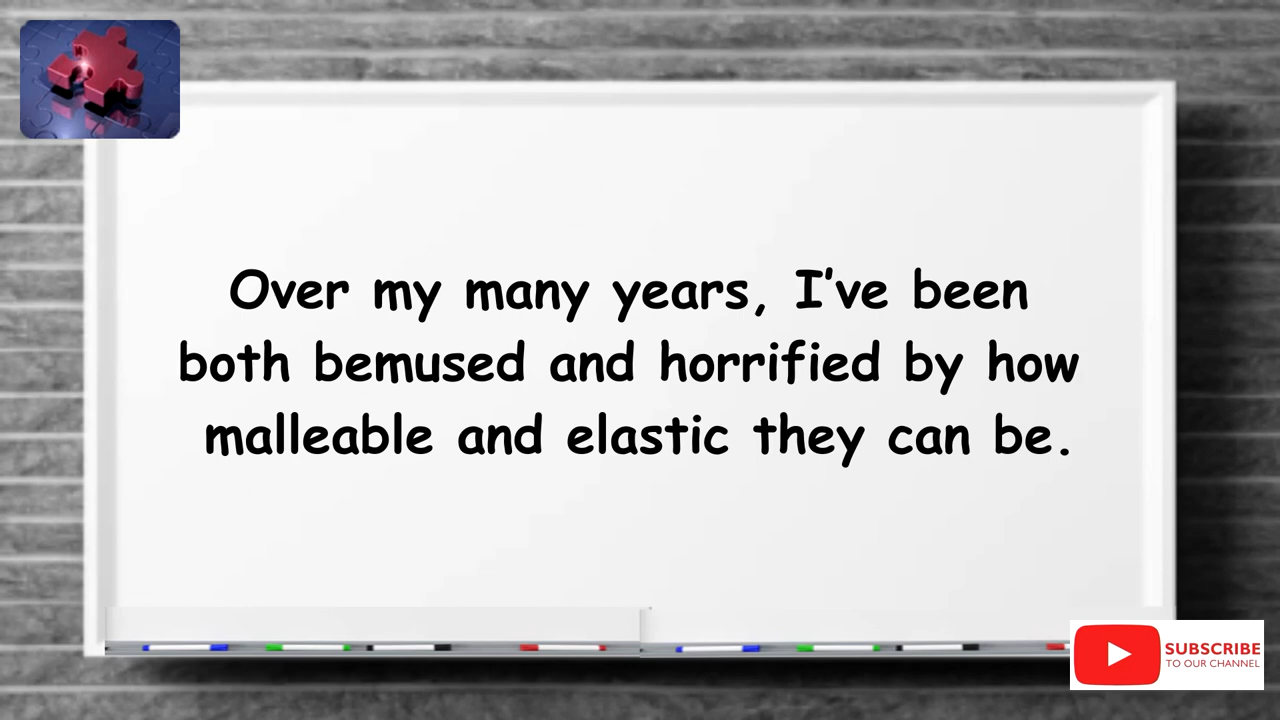 Over my many years, I've been
both bemused and horrified by how
malleable and elastic they can be.
SUBSCRIBE
TO OUR CHANNEL